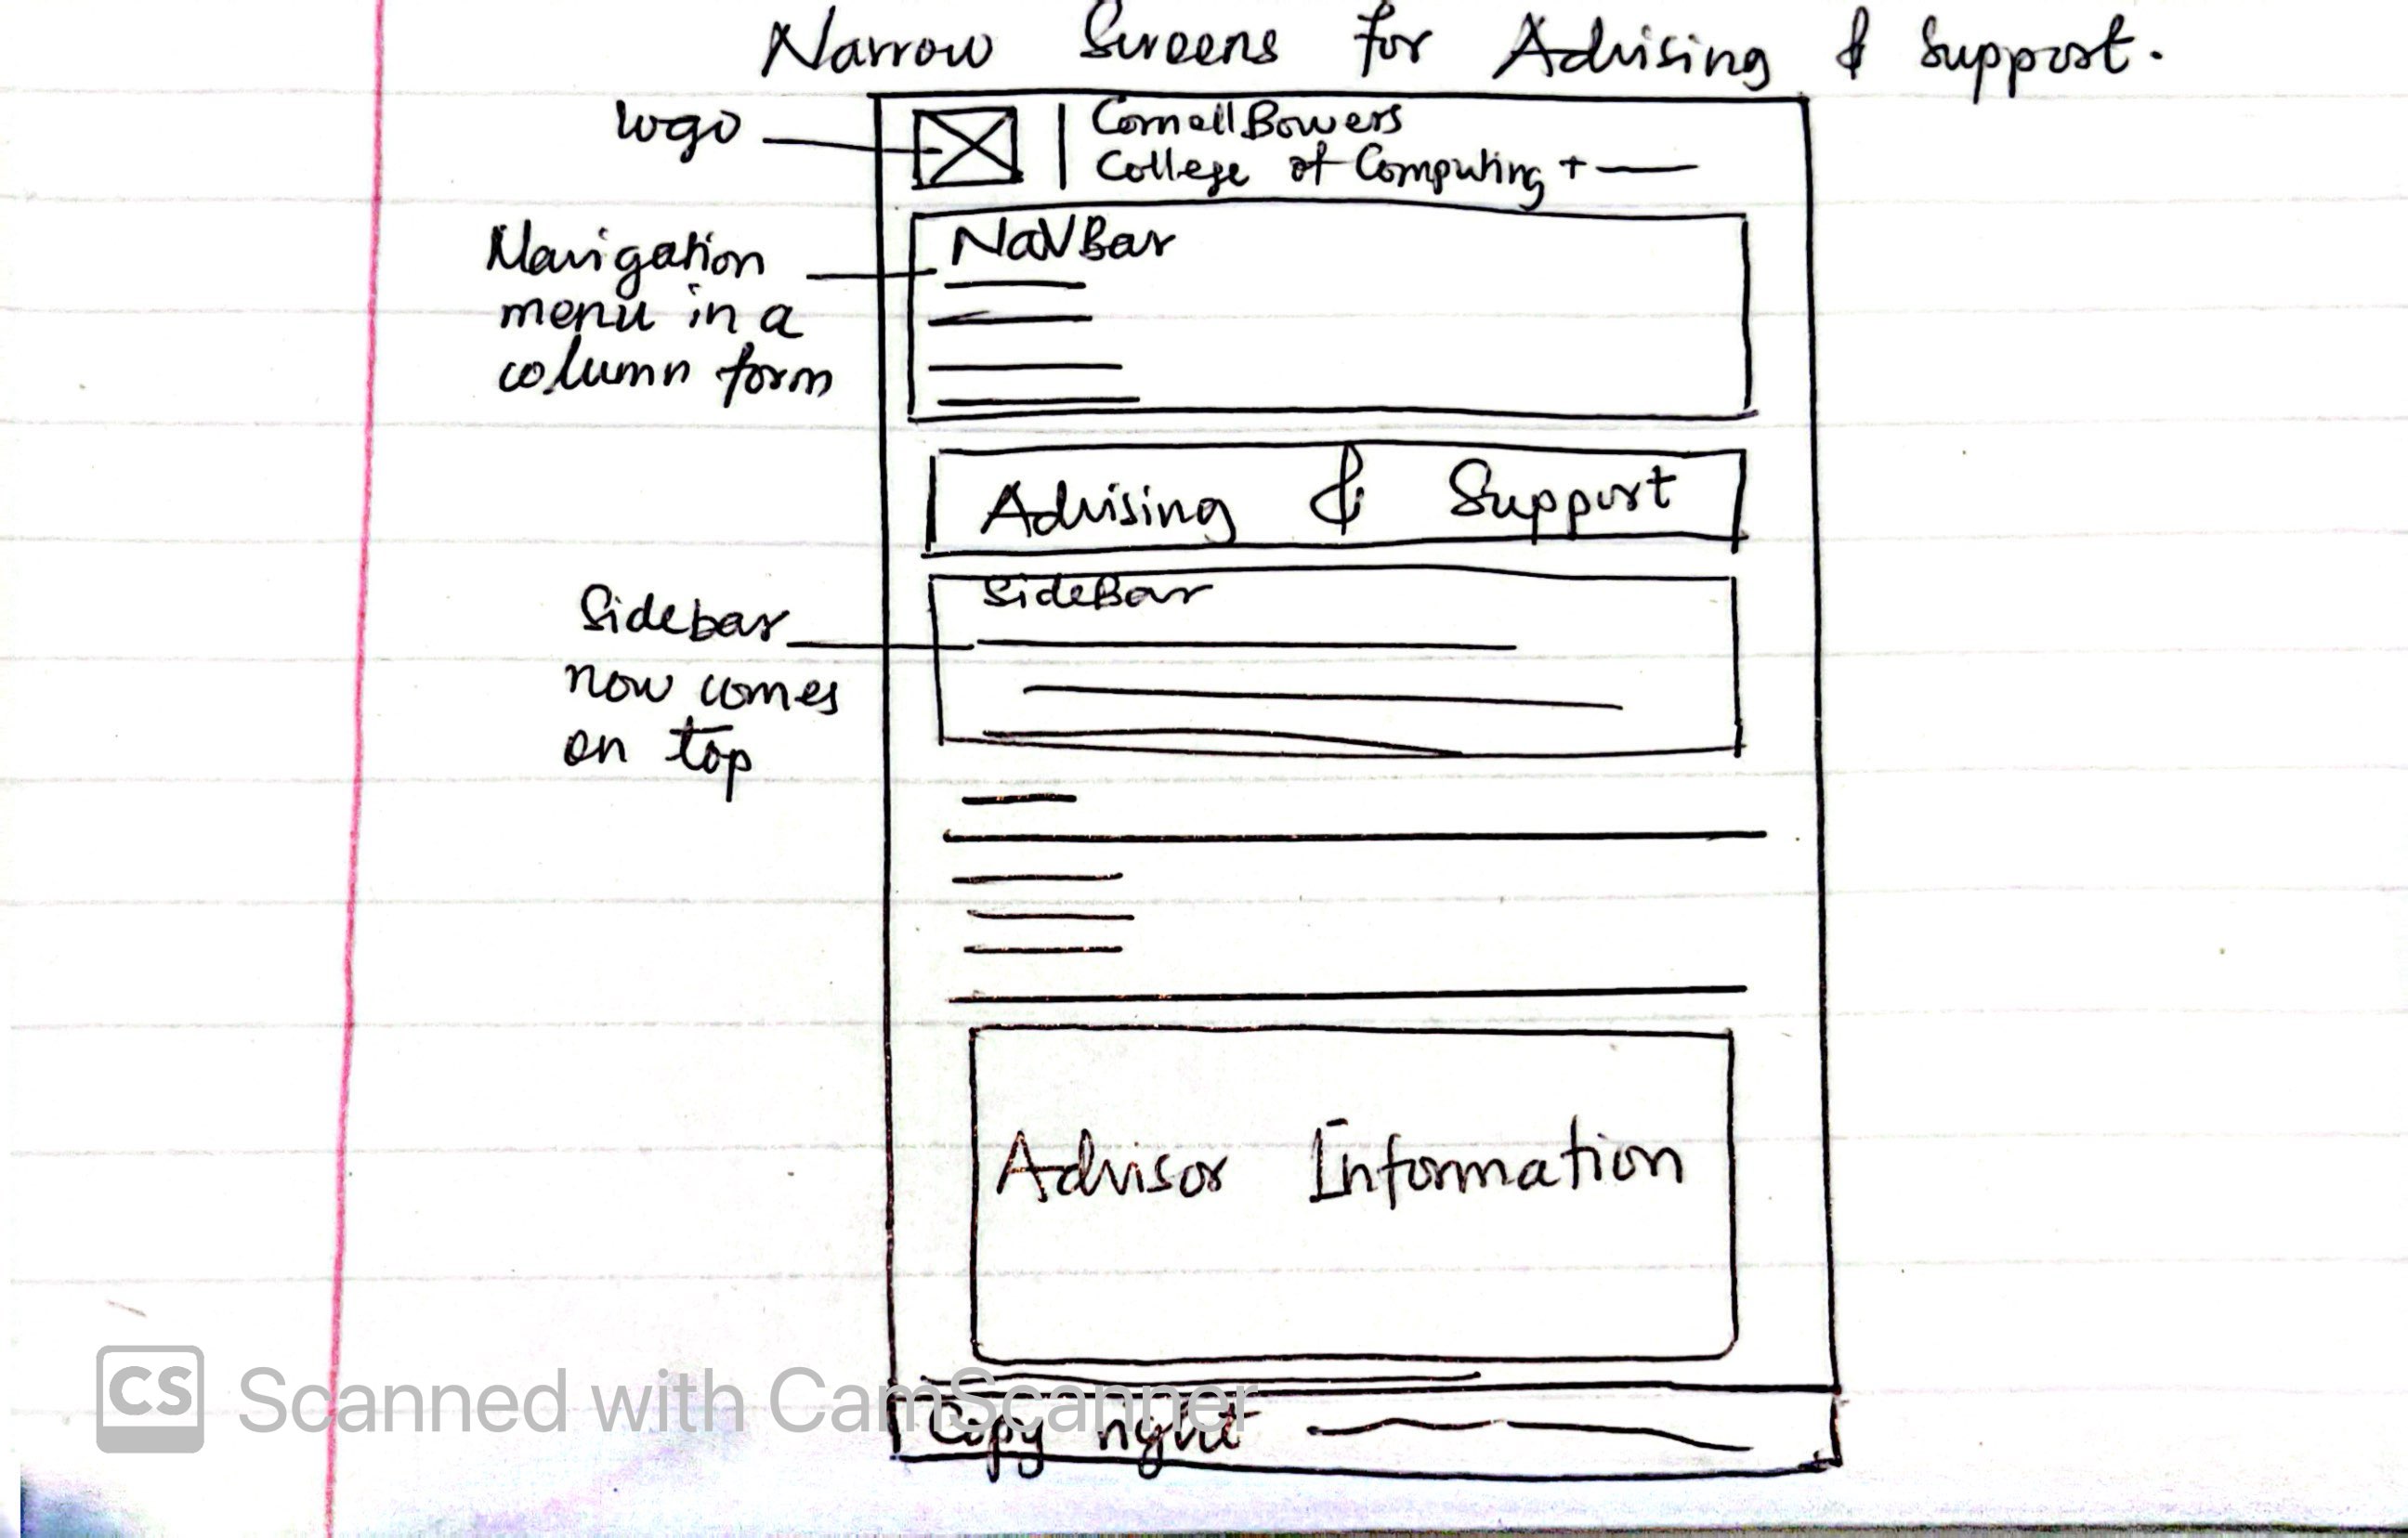 Narrow Screens for Advising & Support.
logo
Cornell Bowers
College of Computing +
Navigation
menu in a
column form
NavBar
Advising & Support
Sidebar
now comes
on top
SideBar
Advisor Information
Copy right
CS Scanned with CamScanner